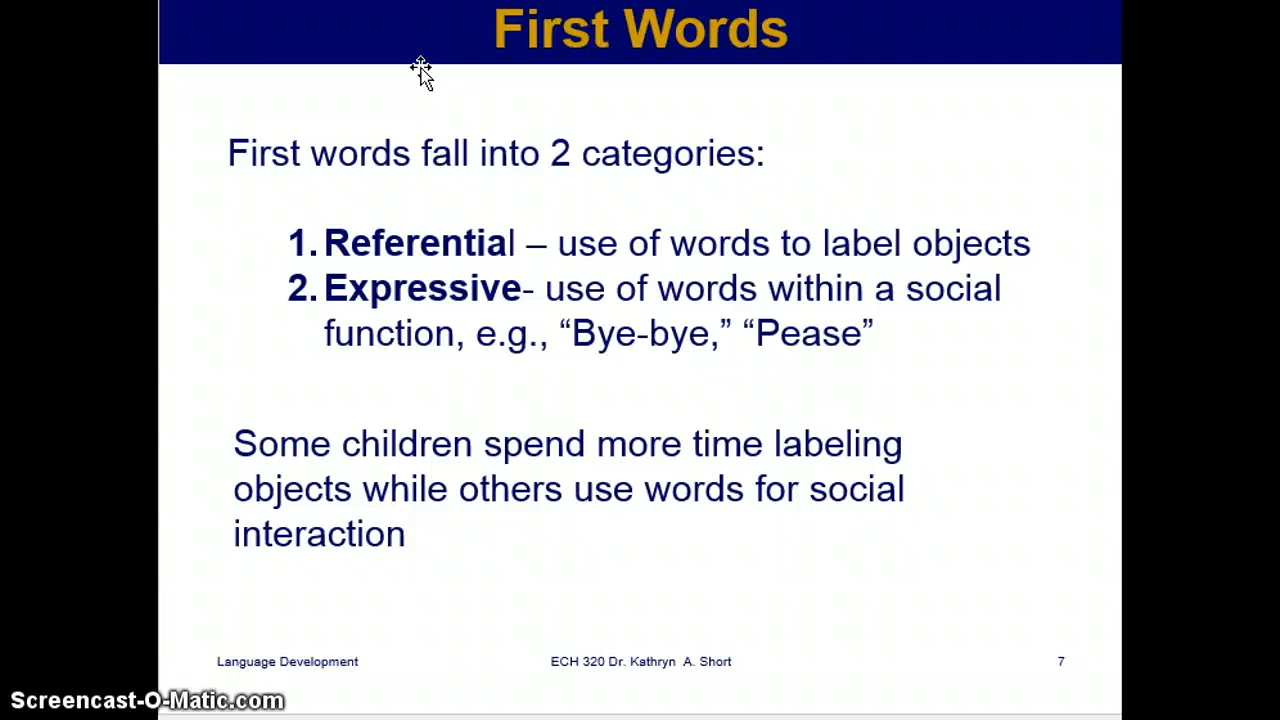 First Words
First words fall into 2 categories:
1. Referential – use of words to label objects
2. Expressive- use of words within a social
function, e.g., “Bye-bye,” “Pease”
Some children spend more time labeling
objects while others use words for social
interaction
Language Development ECH 320 Dr. Kathryn A. Short 7
Screencast-O-Matic.com